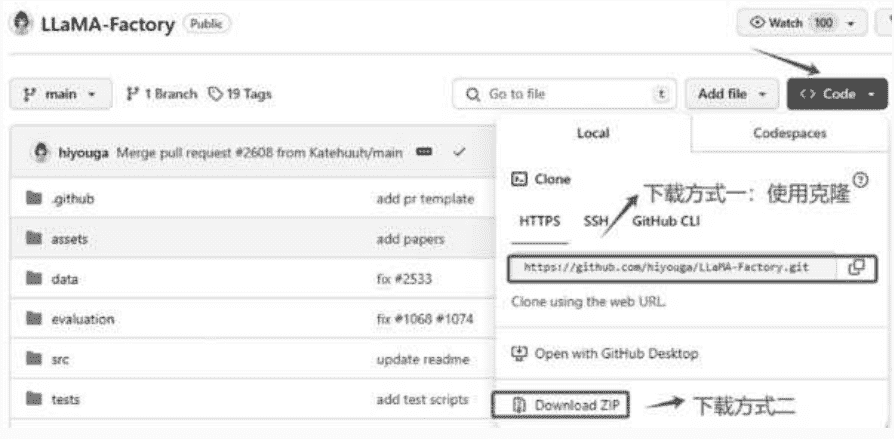 LLaMA-Factory Public
Watch 100
main 1 Branch 19 Tags
Go to file t
Add file
<> Code
hiyouga Merge pull request #2608 from Katehuuh/main
.github add pr template
assets add papers
data fix #2533
evaluation fix #1068 #1074
src update readme
tests add test scripts
Local Codespaces
Clone
下载方式一：使用克隆
HTTPS SSH GitHub CLI
https://github.com/hiyouga/LLaMA-Factory.git
Clone using the web URL.
Open with GitHub Desktop
Download ZIP
下载方式二